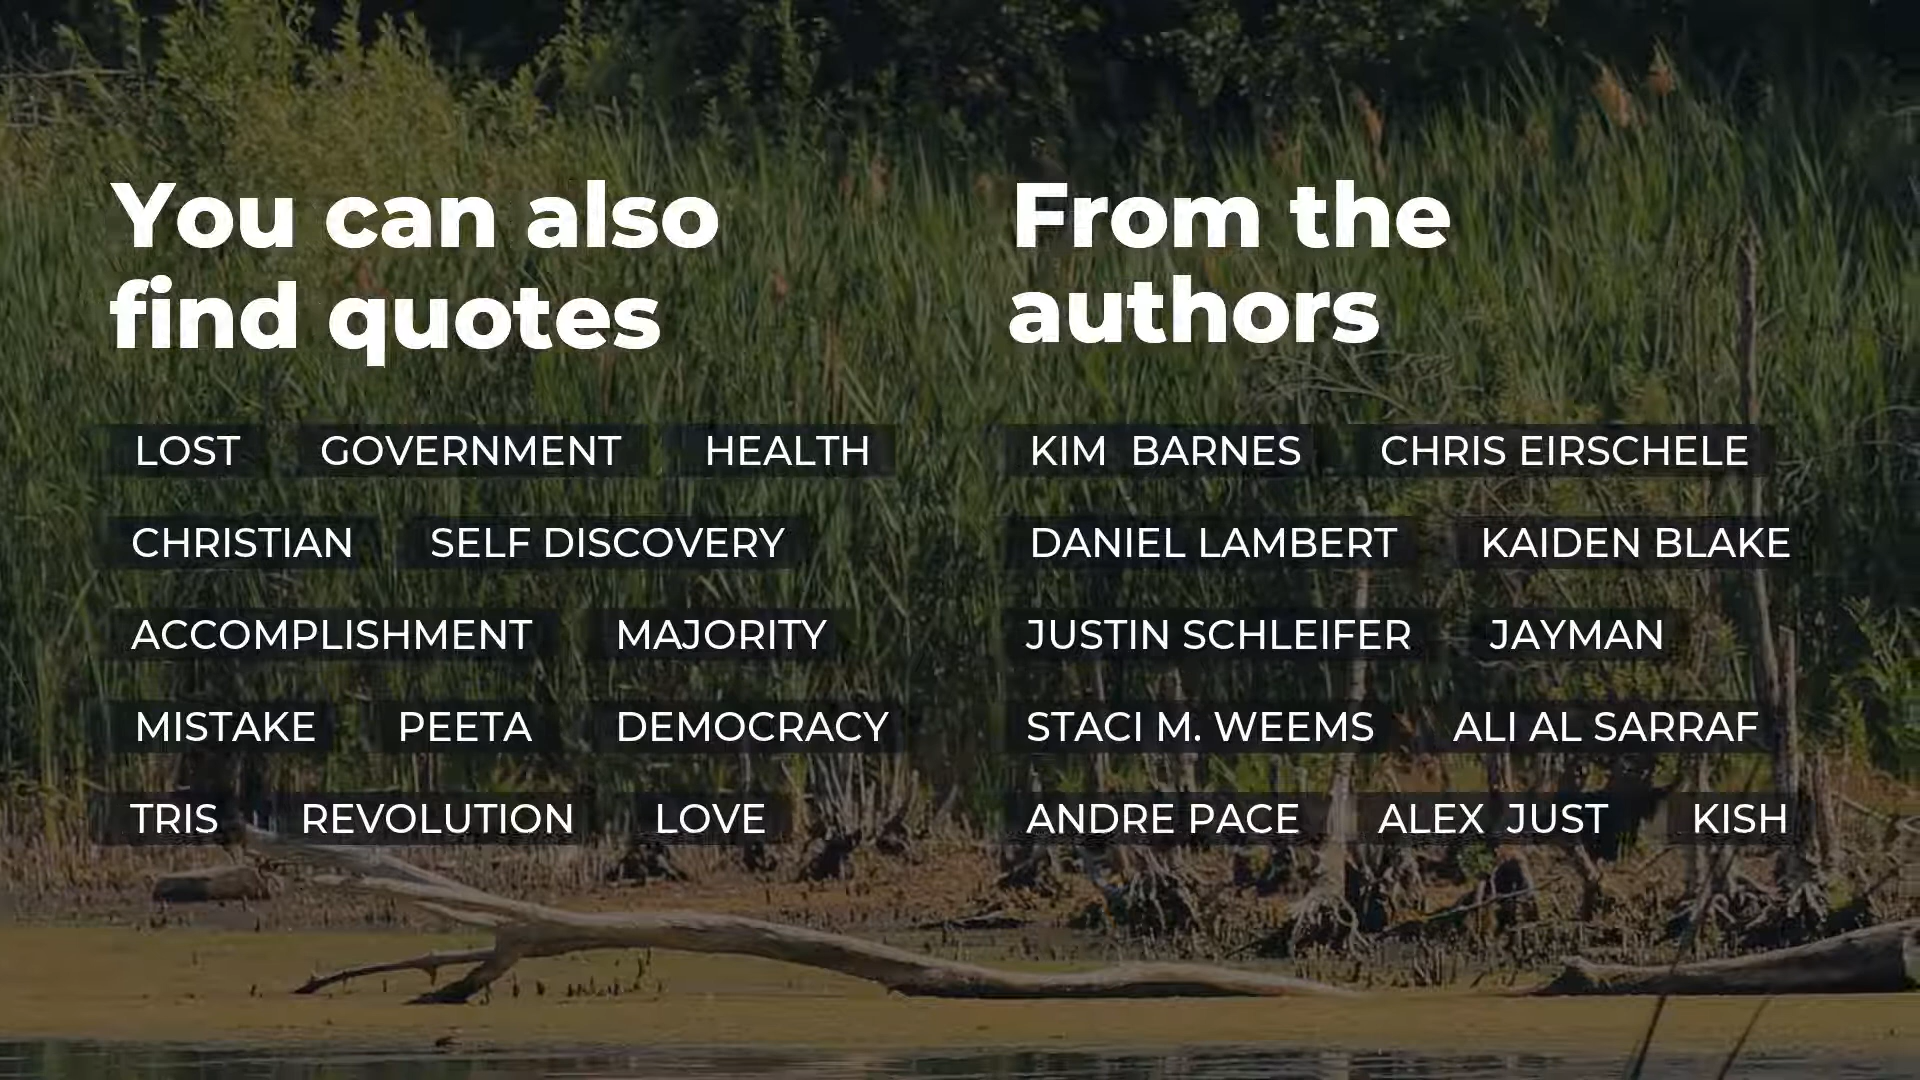 You can also
find quotes
LOST GOVERNMENT HEALTH
CHRISTIAN SELF DISCOVERY
ACCOMPLISHMENT MAJORITY
MISTAKE PEETA DEMOCRACY
TRIS REVOLUTION LOVE
From the
authors
KIM BARNES CHRIS EIRSCHELE
DANIEL LAMBERT KAIDEN BLAKE
JUSTIN SCHLEIFER JAYMAN
STACI M. WEEMS ALI AL SARRAF
ANDRE PACE ALEX JUST KISH